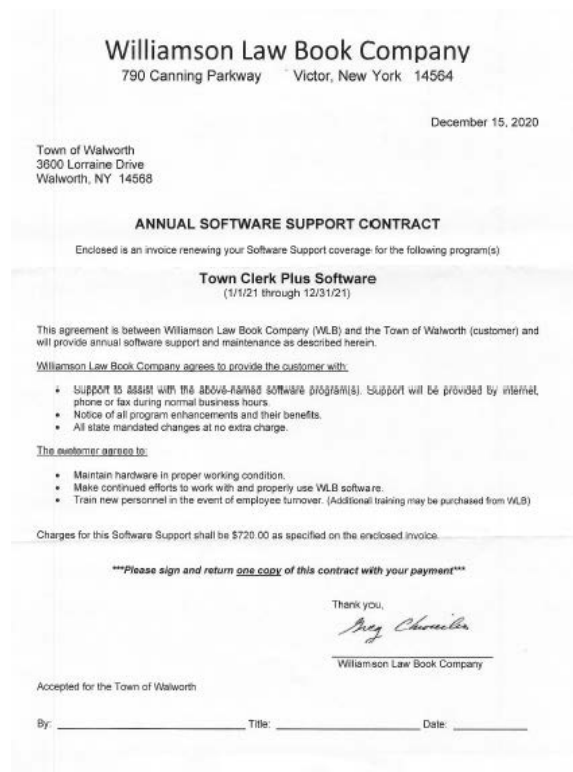 Williamson Law Book Company
790 Canning Parkway Victor, New York 14564
December 15, 2020
Town of Walworth
3600 Lorraine Drive
Walworth, NY 14568
ANNUAL SOFTWARE SUPPORT CONTRACT
Enclosed is an invoice renewing your Software Support coverage for the following program(s)
Town Clerk Plus Software
(1/1/21 through 12/31/21)
This agreement is between Williamson Law Book Company (WLB) and the Town of Walworth (customer) and
will provide annual software support and maintenance as described herein.
Williamson Law Book Company agrees to provide the customer with:
• Support to assist with the above-named software program(s). Support will be provided by internet,
phone or fax during normal business hours.
• Notice of all program enhancements and their benefits.
• All state mandated changes at no extra charge.
The customer agrees to:
• Maintain hardware in proper working condition.
• Make continued efforts to work with and properly use WLB software.
• Train new personnel in the event of employee turnover. (Additional training may be purchased from WLB)
Charges for this Software Support shall be $720.00 as specified on the enclosed invoice.
***Please sign and return one copy of this contract with your payment***
Thank you,
Greg
Williamson Law Book Company
Accepted for the Town of Walworth
By: Title: Date: